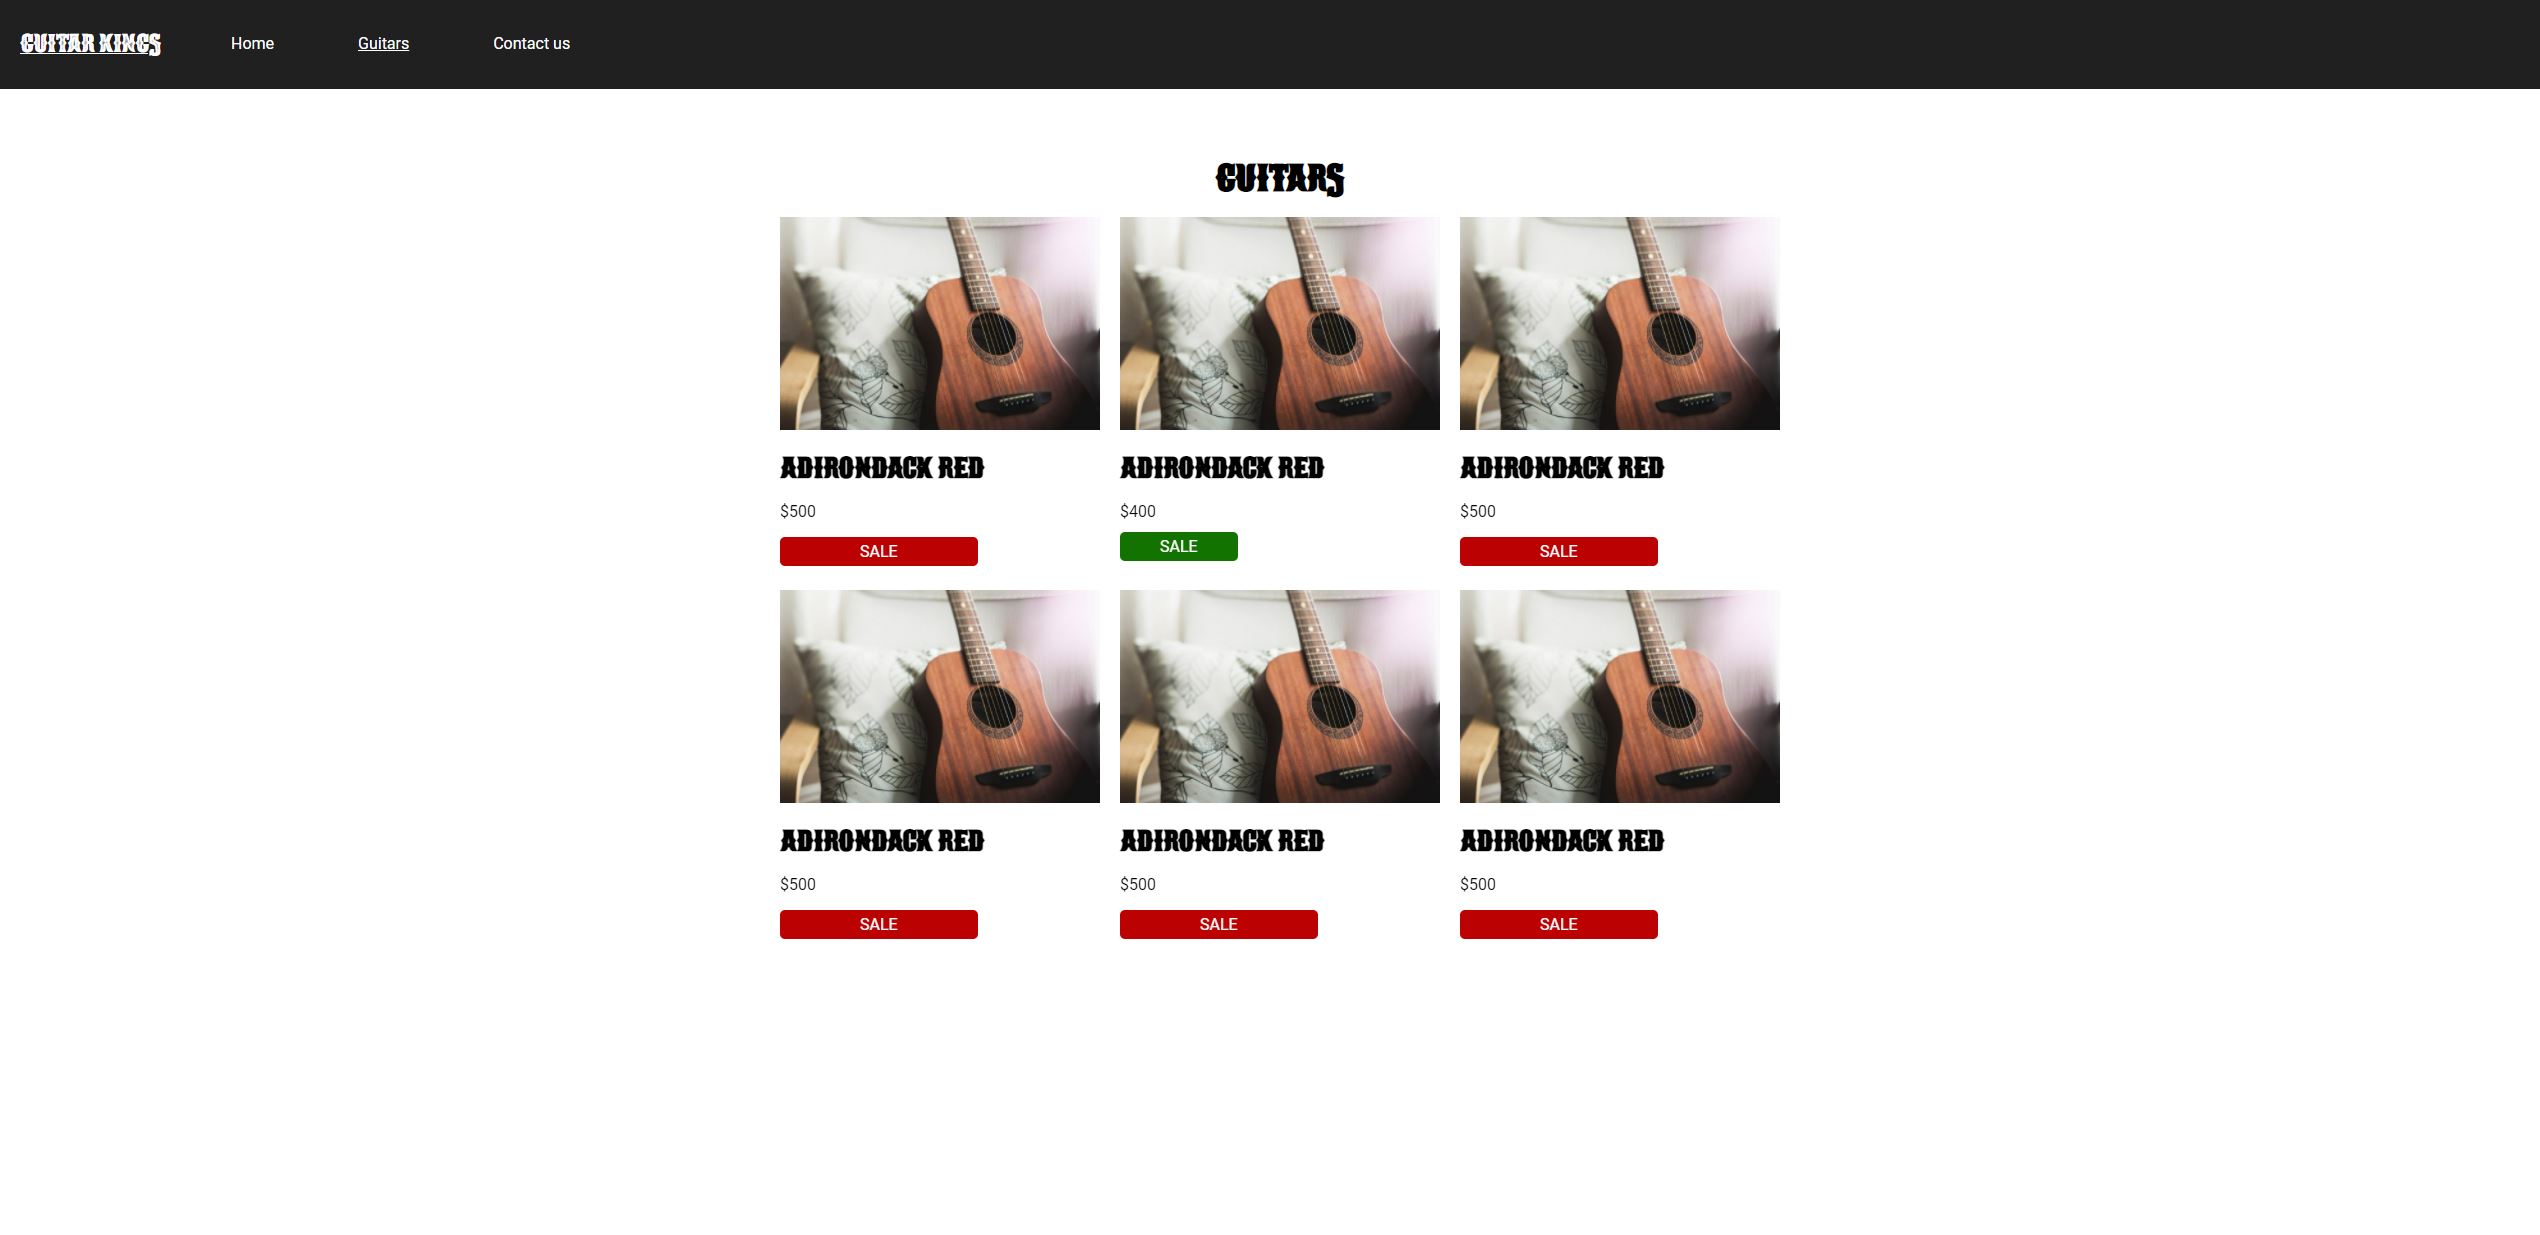 GUITAR KINGS Home Guitars Contact us
GUITARS
ADIRONDACK RED ADIRONDACK RED ADIRONDACK RED
$500 $400 $500
SALE SALE SALE
ADIRONDACK RED ADIRONDACK RED ADIRONDACK RED
$500 $500 $500
SALE SALE SALE